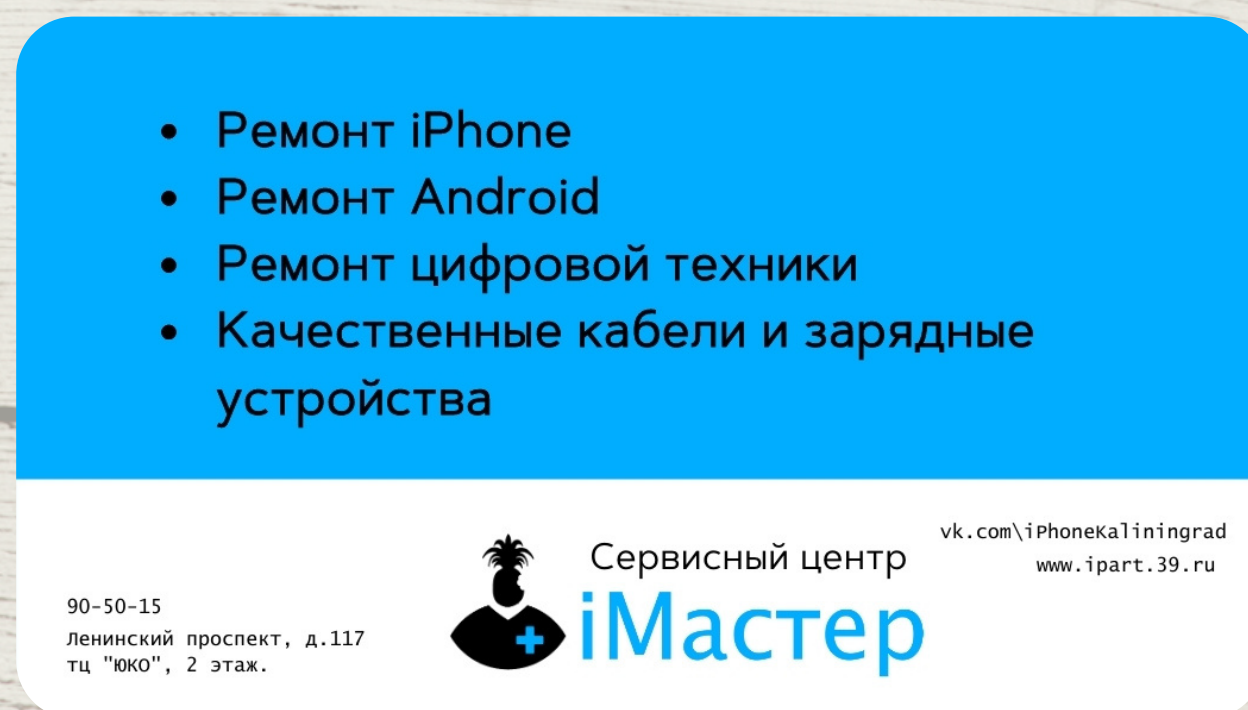 • Ремонт iPhone
• Ремонт Android
• Ремонт цифровой техники
• Качественные кабели и зарядные
устройства
vk.com\iPhoneKaliningrad
www.ipart.39.ru
Сервисный центр
iМастер
90-50-15
Ленинский проспект, д.117
тц "ЮКО", 2 этаж.